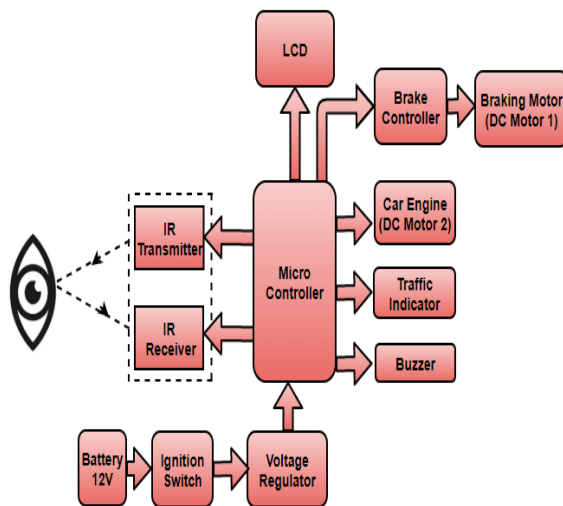 LCD
Brake
Controller
Braking Motor
(DC Motor 1)
IR
Transmitter
Car Engine
(DC Motor 2)
Micro
Controller
Traffic
Indicator
IR
Receiver
Buzzer
Battery
12V
Ignition
Switch
Voltage
Regulator